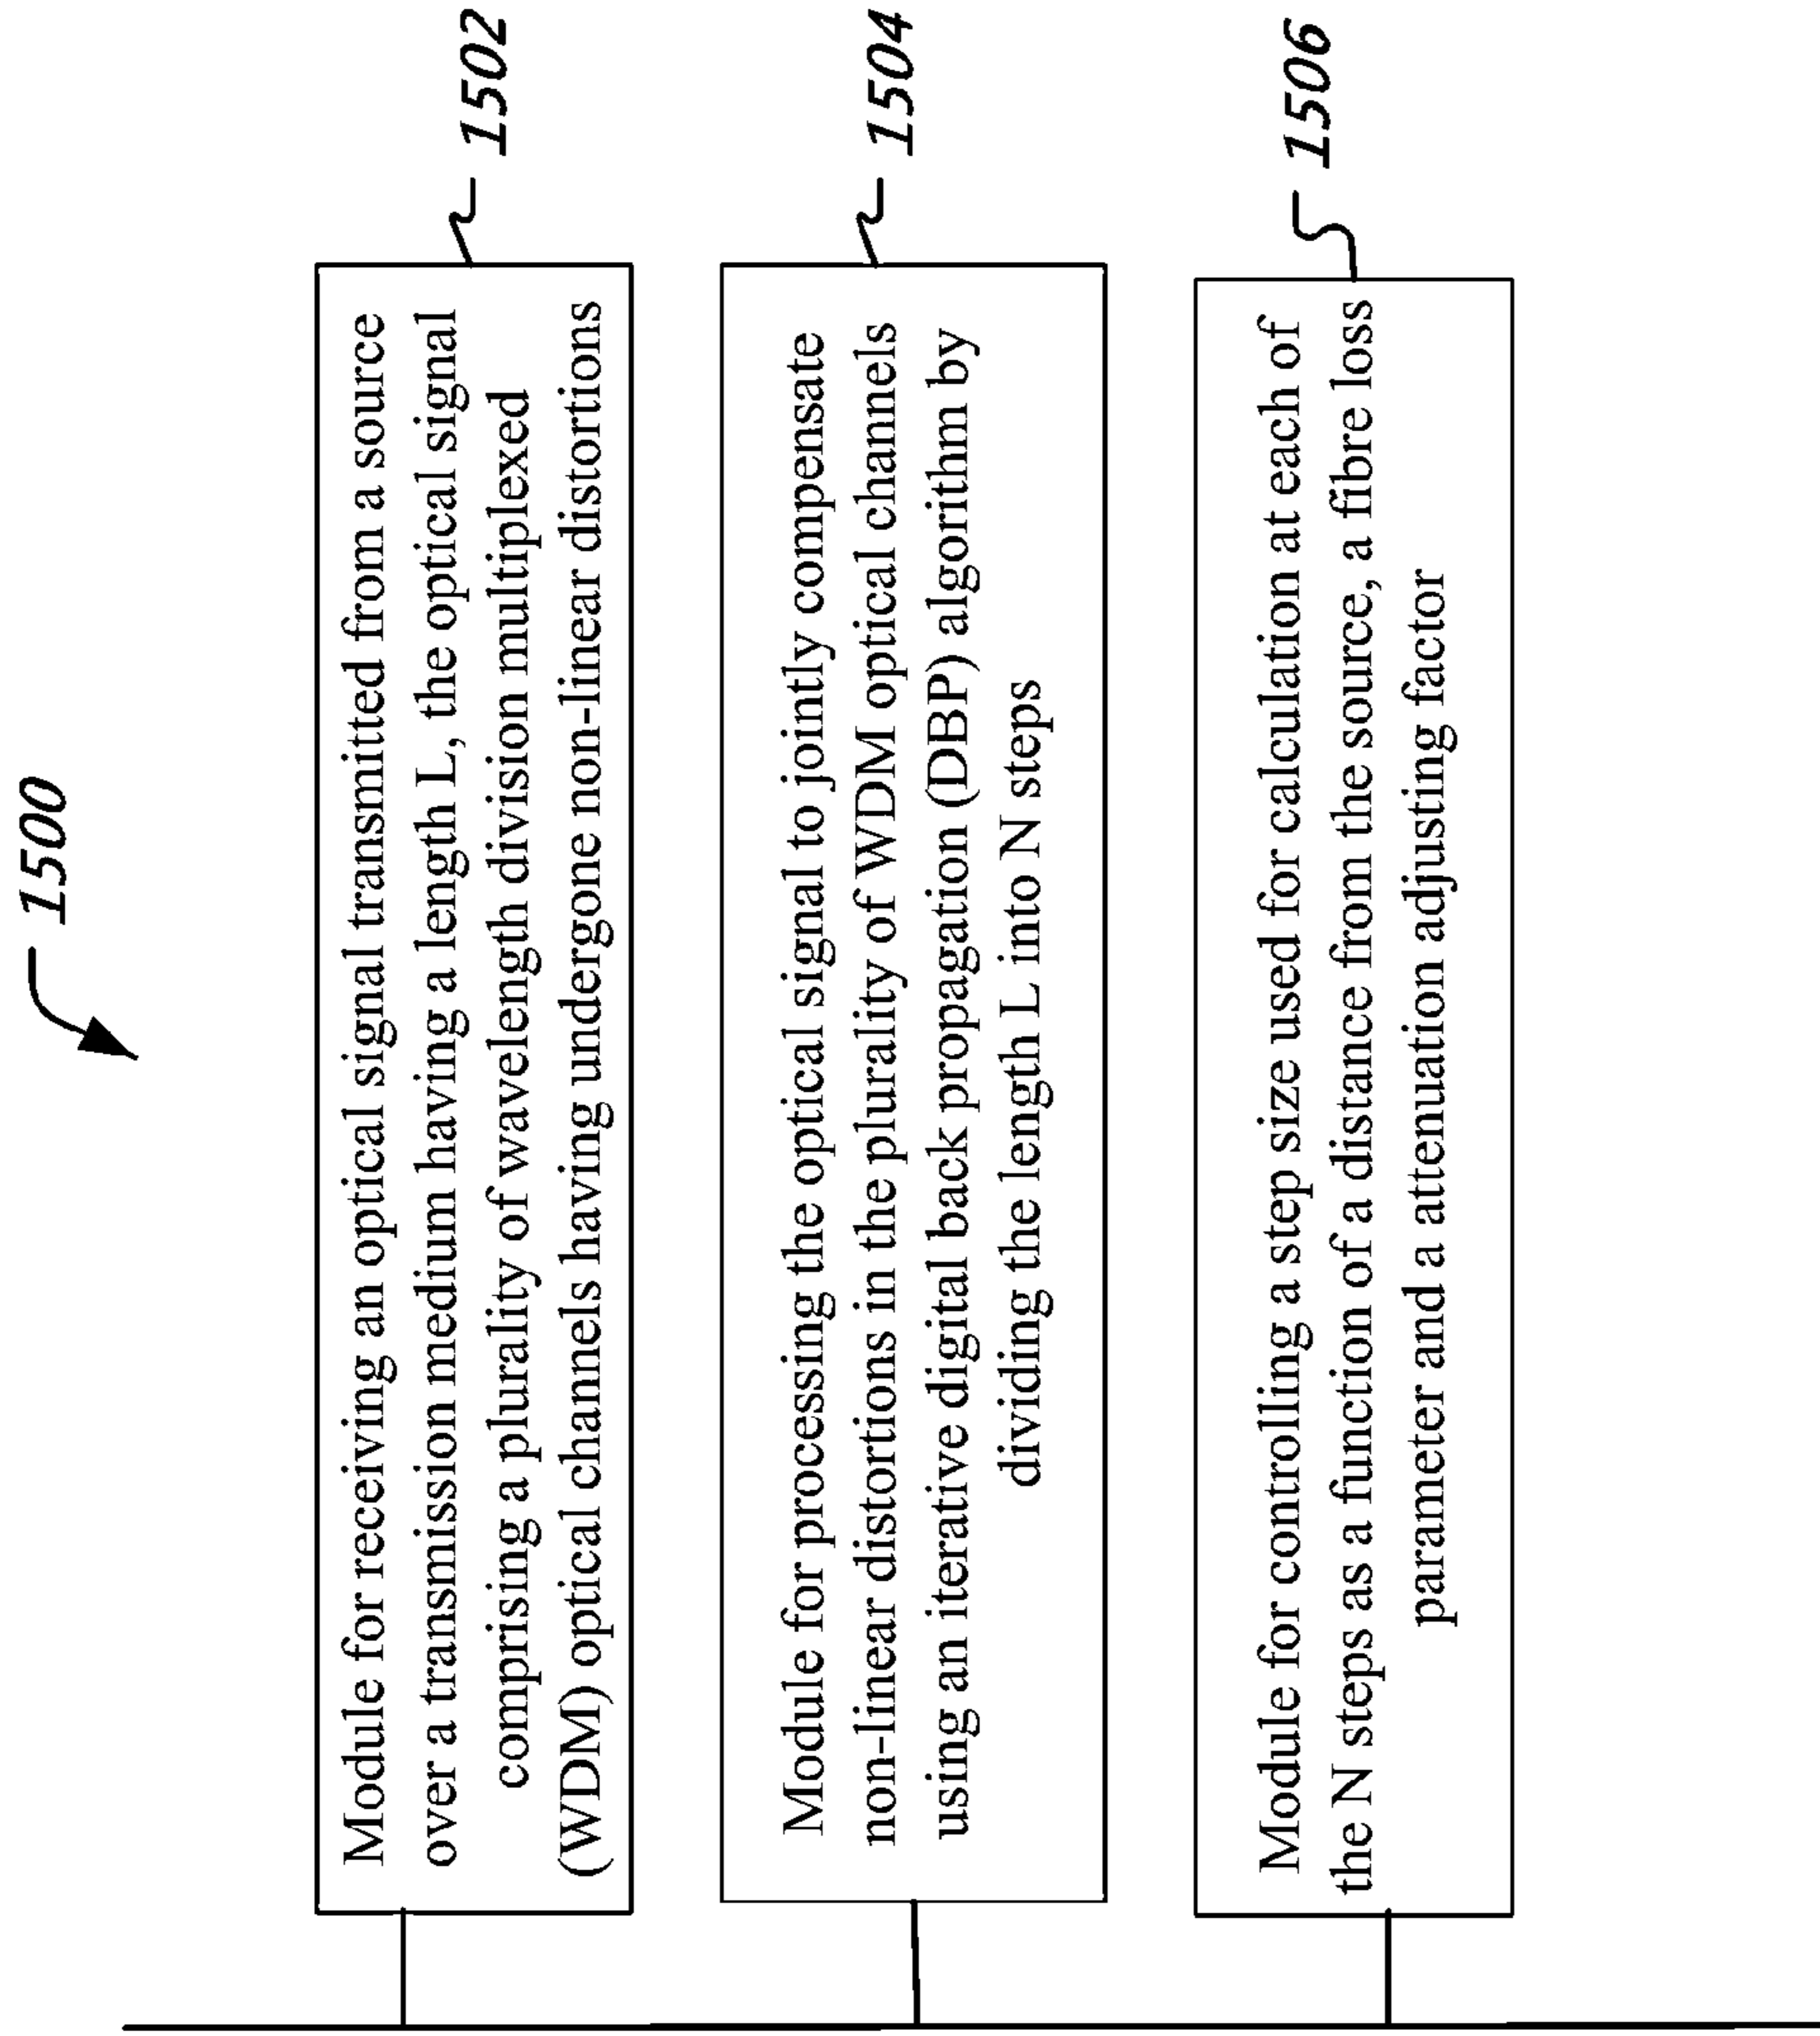 1500
Module for receiving an optical signal transmitted from a source
over a transmission medium having a length L, the optical signal
comprising a plurality of wavelength division multiplexed
(WDM) optical channels having undergone non-linear distortions
1502
Module for processing the optical signal to jointly compensate
non-linear distortions in the plurality of WDM optical channels
using an iterative digital back propagation (DBP) algorithm by
dividing the length L into N steps
1504
Module for controlling a step size used for calculation at each of
the N steps as a function of a distance from the source, a fibre loss
parameter and a attenuation adjusting factor
1506